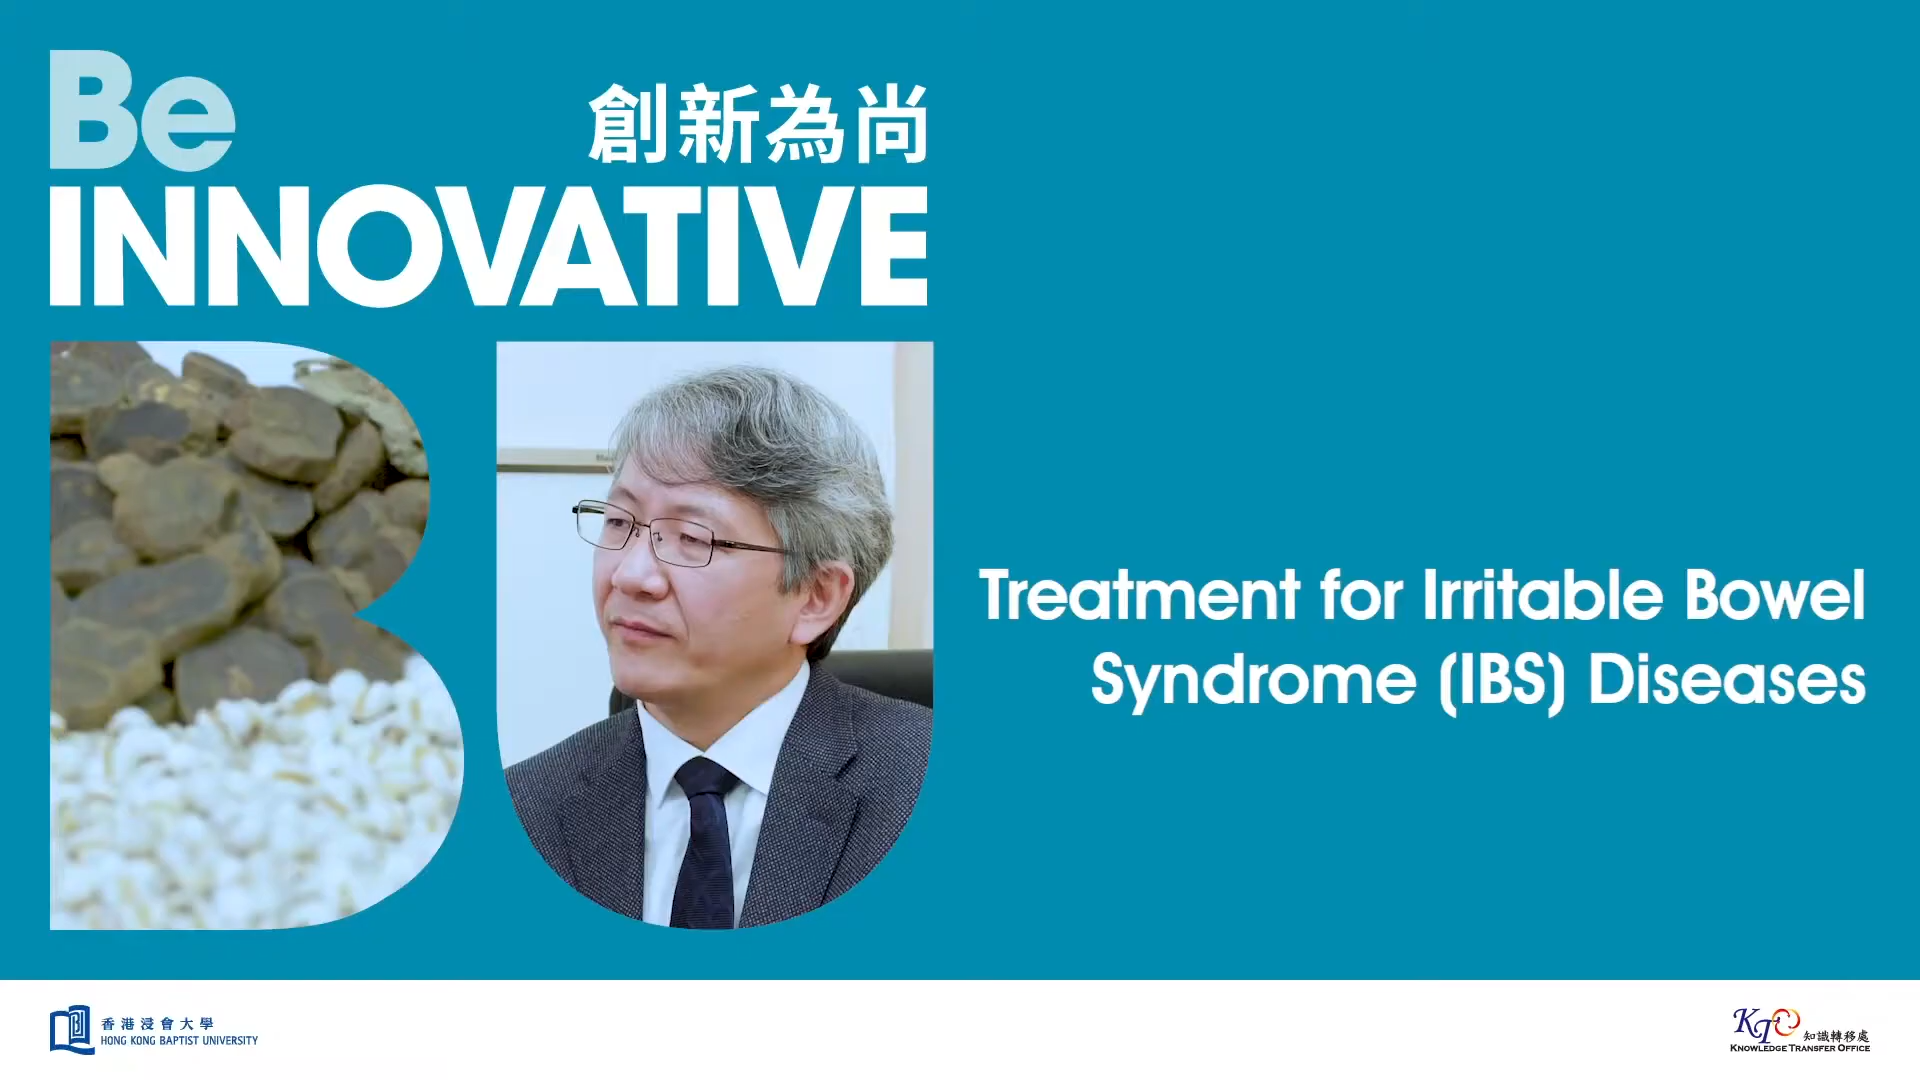 Be
創新為尚
INNOVATIVE
Treatment for Irritable Bowel
Syndrome (IBS) Diseases
香港浸會大學
HONG KONG BAPTIST UNIVERSITY
KTO 知識轉移處
KNOWLEDGE TRANSFER OFFICE